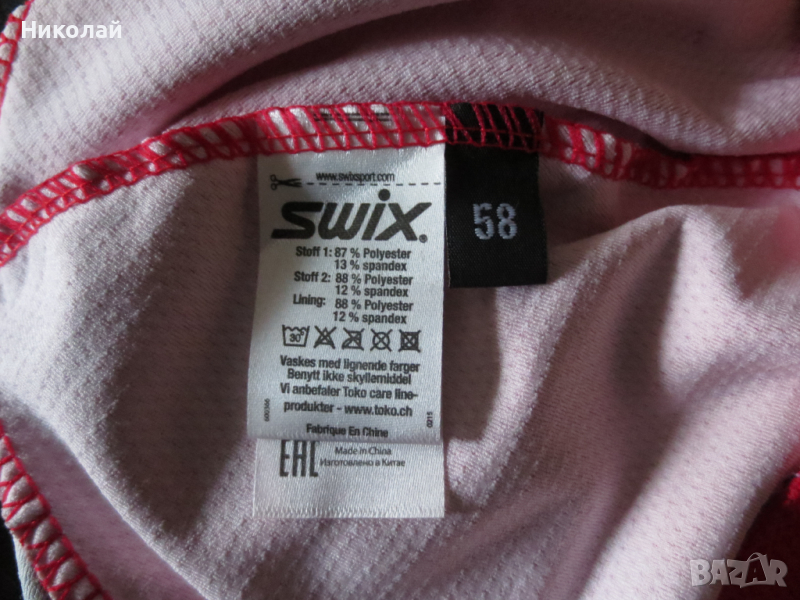 Николай
www.swixsport.com
SWIX®
58
Stoff 1: 87 % Polyester
13 % spandex
Stoff 2: 88 % Polyester
12 % spandex
Lining: 88 % Polyester
12 % spandex
30°
Vaskes med lignende farger
Benytt ikke skyllemiddel
Vi anbefaler Toko care line-
produkter - www.toko.ch
0215
Fabrique En Chine
EAC
Made in China
Изготовлено в Китае
BAZAR